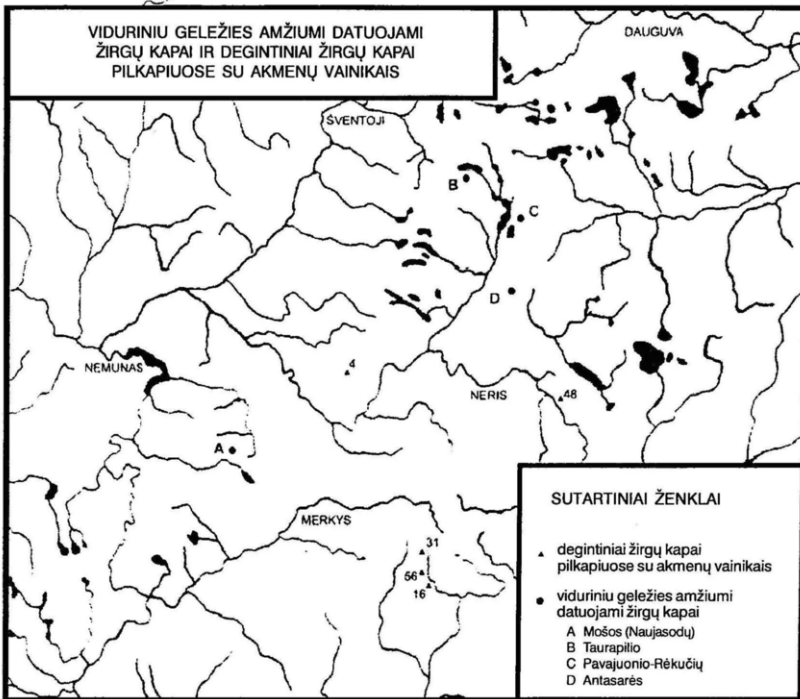 VIDURINIU GELEŽIES AMŽIUMI DATUOJAMI
ŽIRGŲ KAPAI IR DEGINTINIAI ŽIRGŲ KAPAI
PILKAPIUOSE SU AKMENŲ VAINIKAIS
DAUGUVA
ŠVENTOJI
B
C
D
NEMUNAS
4
NERIS
48
A
MERKYS
31
56
16
SUTARTINIAI ŽENKLAI
degintiniai žirgų kapai
pilkapiuose su akmenų vainikais
viduriniu geležies amžiumi
datuojami žirgų kapai
A Mošos (Naujasodų)
B Taurapilio
C Pavajuonio-Rėkučių
D Antasarės